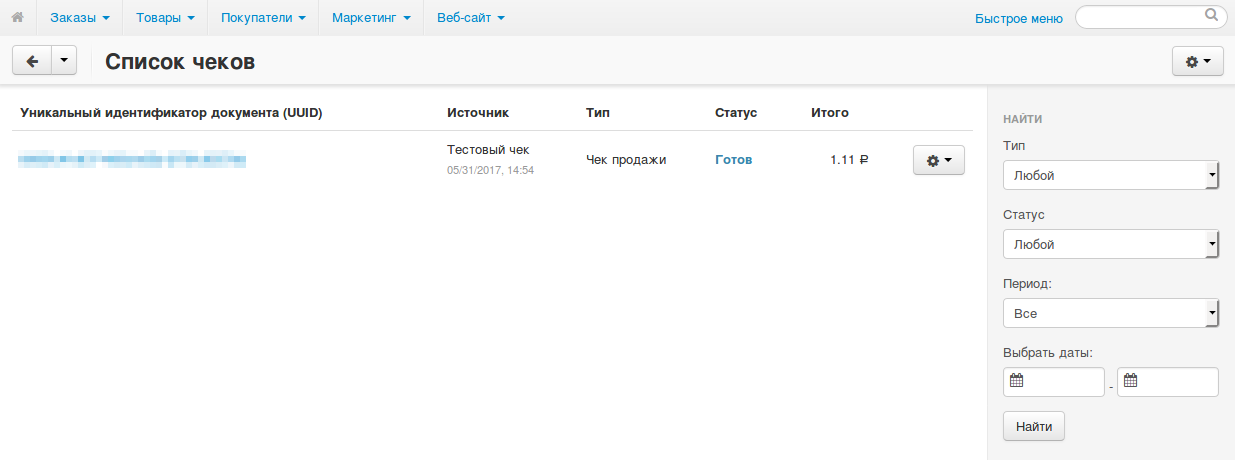 Заказы Товары Покупатели Маркетинг Веб-сайт Быстрое меню
Список чеков
Уникальный идентификатор документа (UUID) Источник Тип Статус Итого
Тестовый чек
05/31/2017, 14:54
Чек продажи Готов 1.11 ₽
НАЙТИ
Тип
Любой
Статус
Любой
Период:
Все
Выбрать даты:
-
Найти